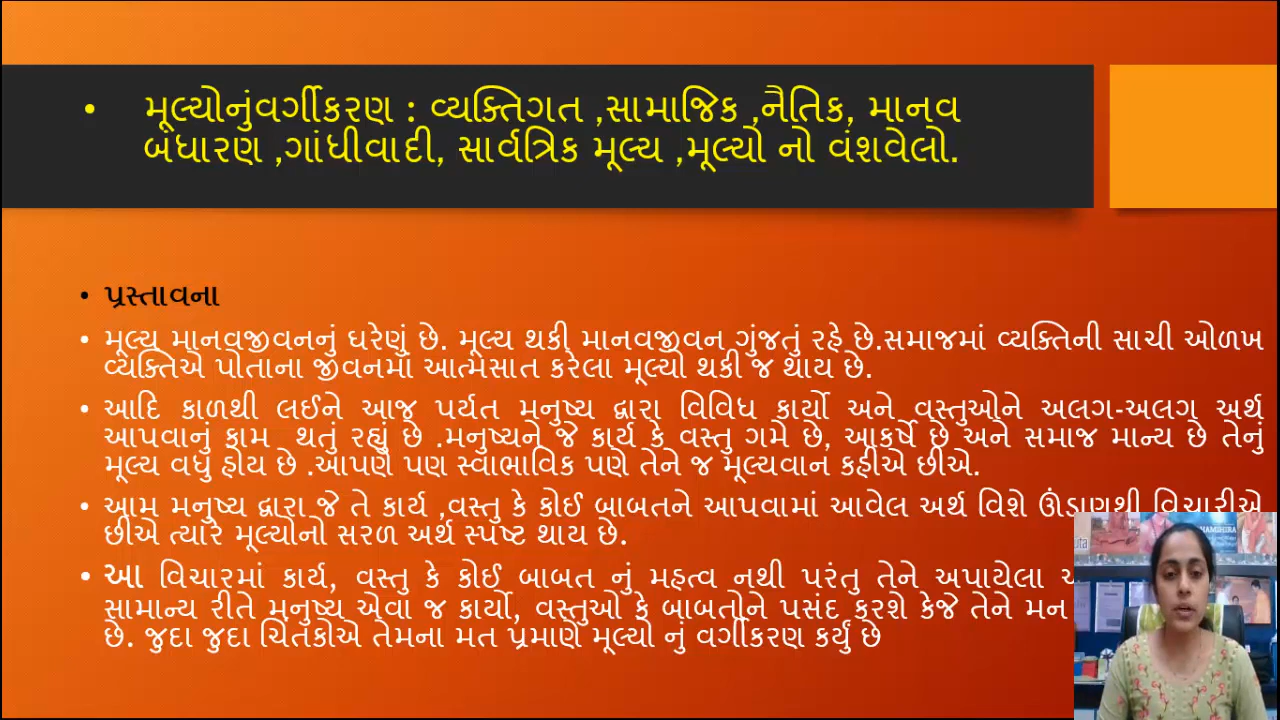 • મૂલ્યોનુંવર્ગીકરણ : વ્યક્તિગત ,સામાજિક ,નૈતિક, માનવ
બંધારણ ,ગાંધીવાદી, સાર્વત્રિક મૂલ્ય ,મૂલ્યો નો વંશવેલો.
• પ્રસ્તાવના
• મૂલ્ય માનવજીવનનું ઘરેણું છે. મૂલ્ય થકી માનવજીવન ગુંજતું રહે છે.સમાજમાં વ્યક્તિની સાચી ઓળખ
વ્યક્તિએ પોતાના જીવનમાં આત્મસાત કરેલા મૂલ્યો થકી જ થાય છે.
• આદિ કાળથી લઈને આજ પર્યત મનુષ્ય દ્વારા વિવિધ કાર્યો અને વસ્તુઓને અલગ-અલગ અર્થ
આપવાનું કામ થતું રહ્યું છે .મનુષ્યને જે કાર્ય કે વસ્તુ ગમે છે, આકર્ષે છે અને સમાજ માન્ય છે તેનું
મૂલ્ય વધુ હોય છે .આપણે પણ સ્વાભાવિક પણે તેને જ મૂલ્યવાન કહીએ છીએ.
• આમ મનુષ્ય દ્વારા જે તે કાર્ય ,વસ્તુ કે કોઈ બાબતને આપવામાં આવેલ અર્થ વિશે ઊંડાણથી વિચારીએ
છીએ ત્યારે મૂલ્યોનો સરળ અર્થ સ્પષ્ટ થાય છે.
• આ વિચારમાં કાર્ય, વસ્તુ કે કોઈ બાબત નું મહત્વ નથી પરંતુ તેને અપાયેલા
સામાન્ય રીતે મનુષ્ય એવા જ કાર્યો, વસ્તુઓ કે બાબતોને પસંદ કરશે કેજે તેને મન
છે. જુદા જુદા ચિંતકોએ તેમના મત પ્રમાણે મૂલ્યો નું વર્ગીકરણ કર્યું છે